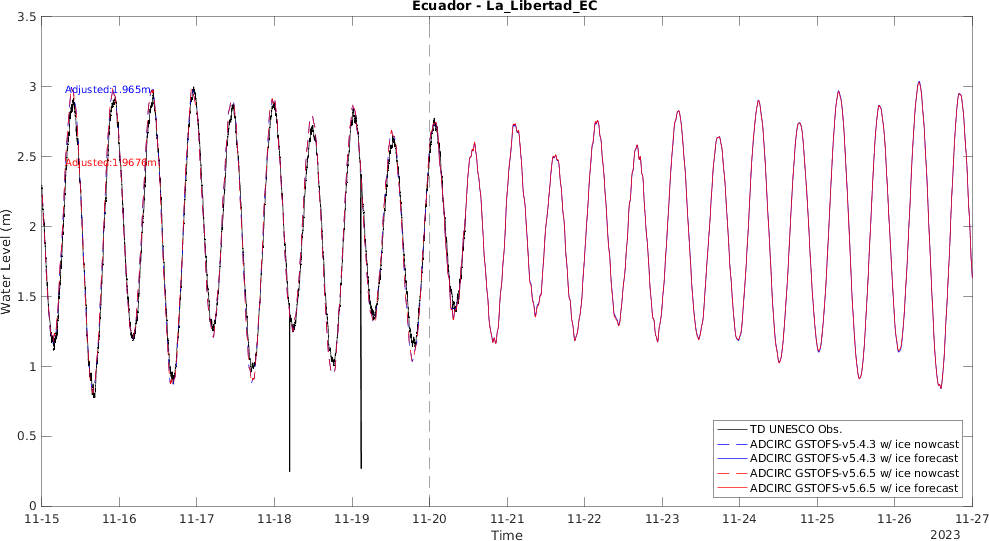 Ecuador - La_Libertad_EC
3.5
3
2.5
2
1.5
1
0.5
0
Water Level (m)
Adjusted:1.965m
Adjusted:1.9676m
TD UNESCO Obs.
ADCIRC GSTOFS-v5.4.3 w/ ice nowcast
ADCIRC GSTOFS-v5.4.3 w/ ice forecast
ADCIRC GSTOFS-v5.6.5 w/ ice nowcast
ADCIRC GSTOFS-v5.6.5 w/ ice forecast
11-15 11-16 11-17 11-18 11-19 11-20 11-21 11-22 11-23 11-24 11-25 11-26 11-27
Time
2023